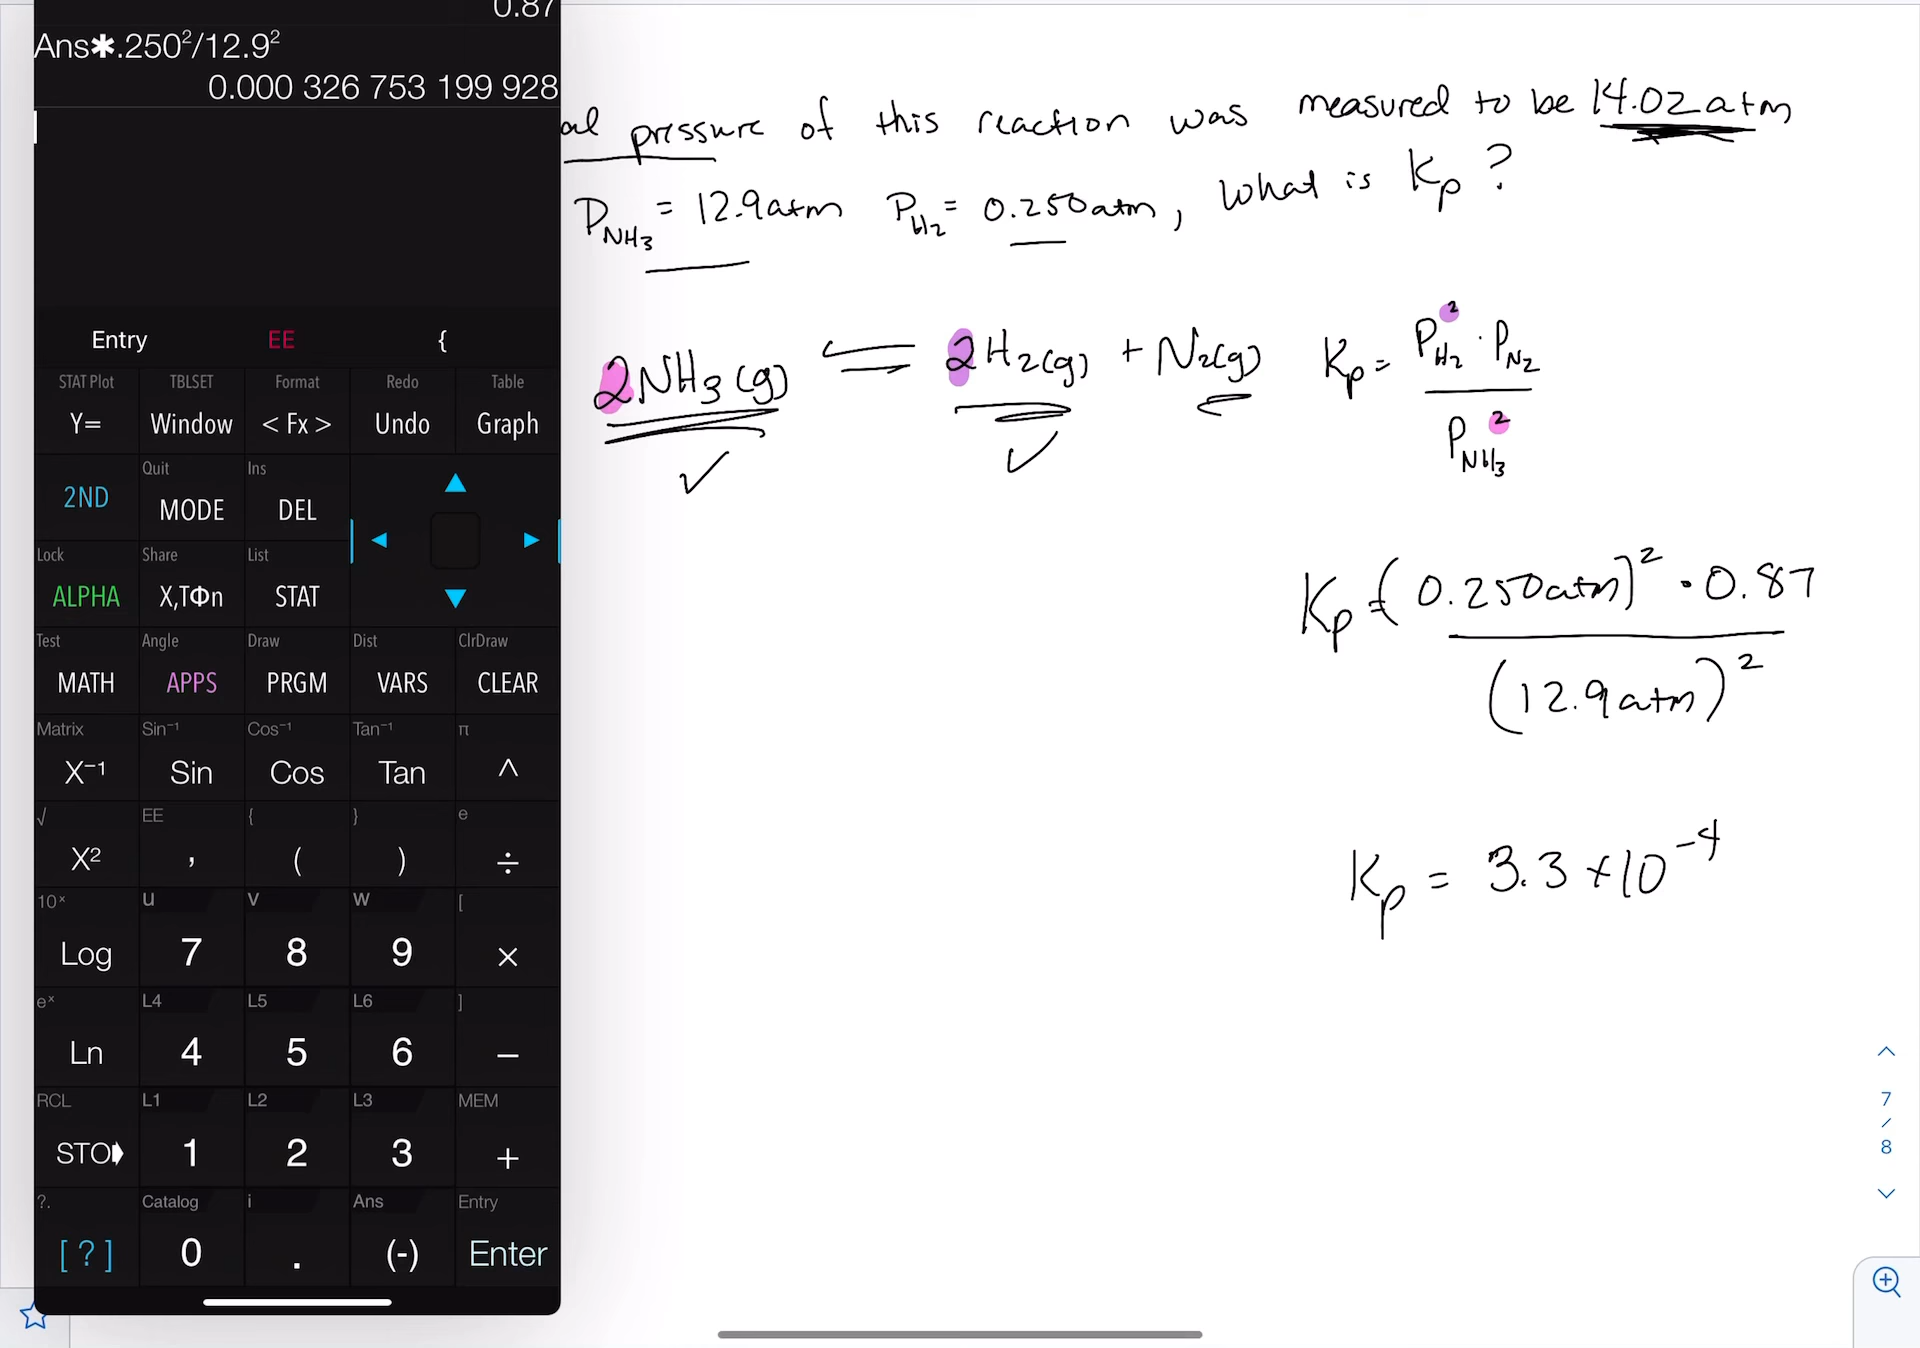 0.87
Ans✱.250²/12.9²
0.000 326 753 199 928
al pressure of this reaction was measured to be 14.02 atm
P_NH₃ = 12.9 atm P_H₂ = 0.250 atm, what is Kp?
2NH₃(g) ⇌ 2H₂(g) + N₂(g) Kp = P_H₂² · P_N₂ / P_NH₃²
Kp = (0.250 atm)² · 0.87
(12.9 atm)²
Kp = 3.3 × 10⁻⁴
Entry EE {
STAT Plot TBLSET Format Redo Table
Y= Window < Fx > Undo Graph
Quit Ins
2ND MODE DEL
Lock Share List
ALPHA X,TΦn STAT
Test Angle Draw Dist ClrDraw
MATH APPS PRGM VARS CLEAR
Matrix Sin⁻¹ Cos⁻¹ Tan⁻¹ π
X⁻¹ Sin Cos Tan ^
√ EE { } e
X² , ( ) ÷
10ˣ u v w [
Log 7 8 9 ×
eˣ L4 L5 L6 ]
Ln 4 5 6 −
RCL L1 L2 L3 MEM
STO 1 2 3 +
?. Catalog i Ans Entry
[ ? ] 0 . (-) Enter
7
/
8